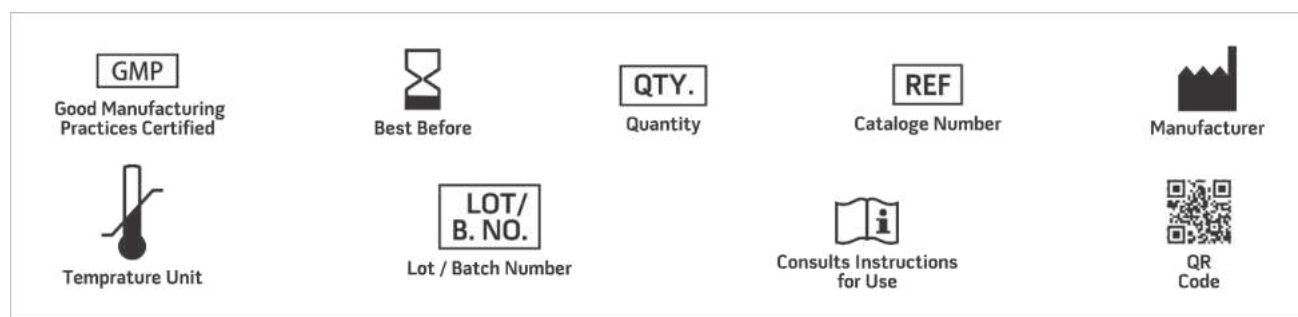 GMP
Good Manufacturing
Practices Certified
Best Before
QTY.
Quantity
REF
Cataloge Number
Manufacturer
Temprature Unit
LOT/
B. NO.
Lot / Batch Number
i
Consults Instructions
for Use
QR
Code